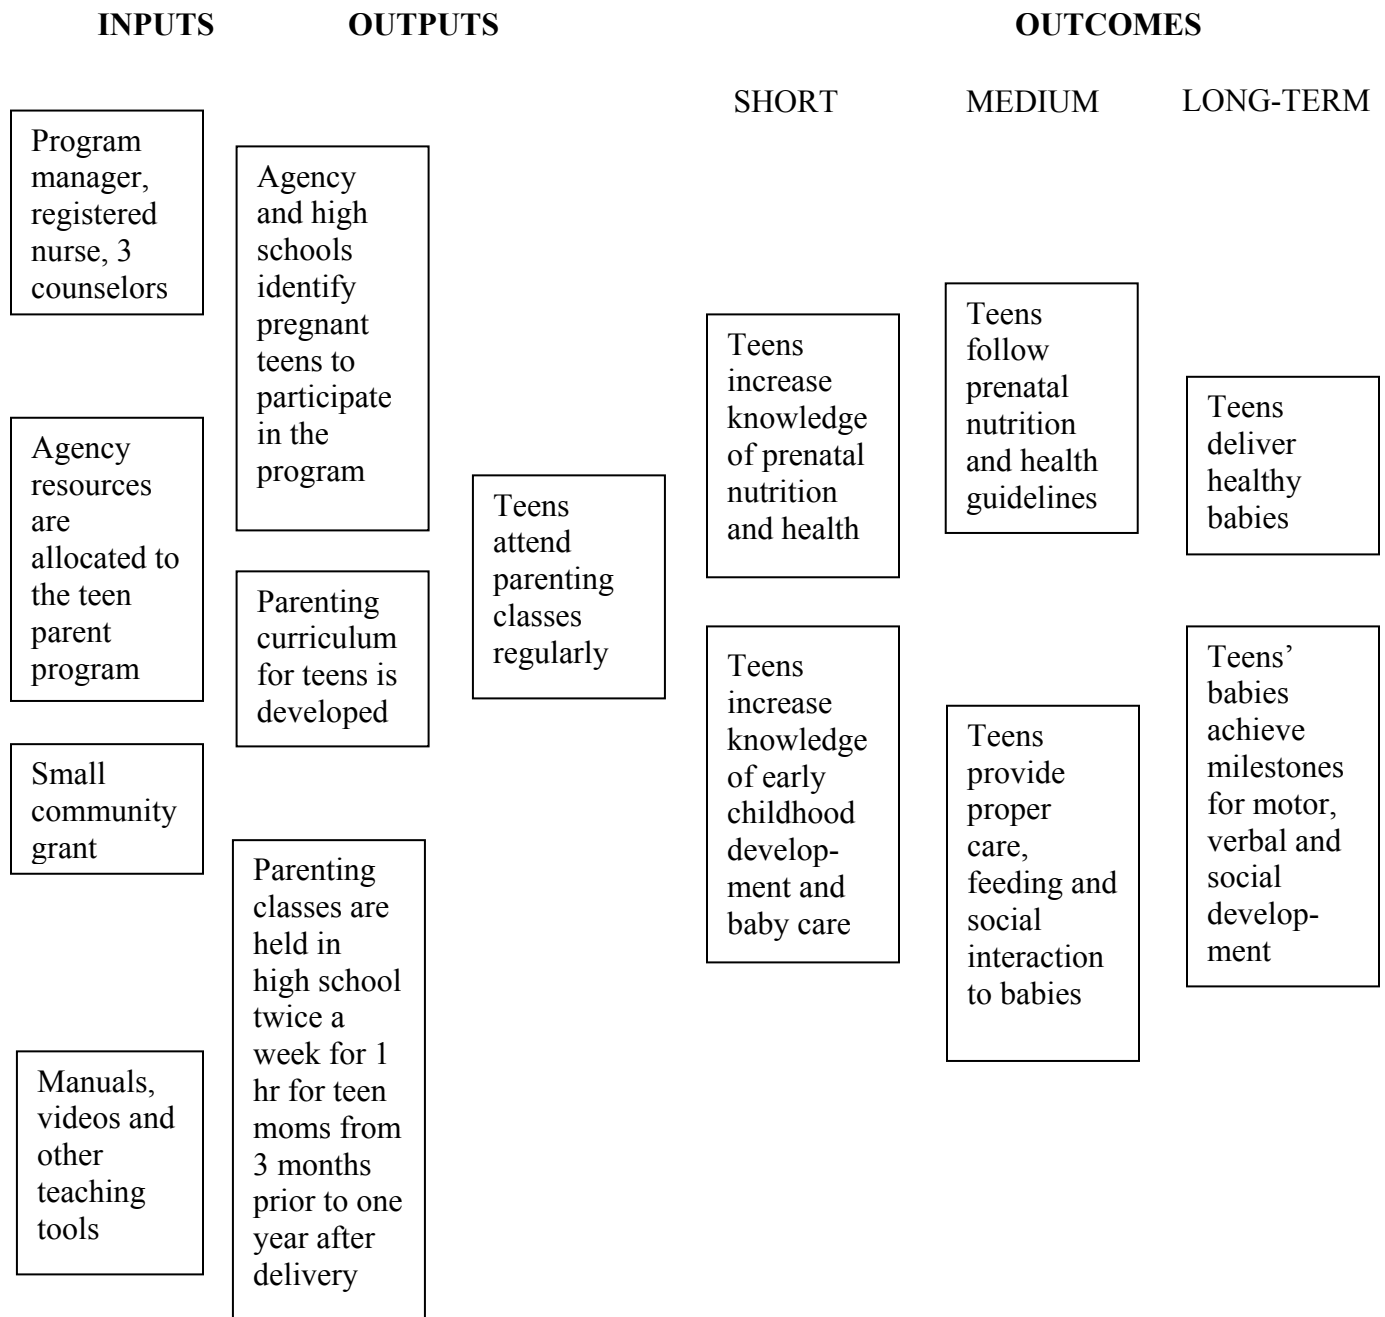 INPUTS
OUTPUTS
OUTCOMES
SHORT
MEDIUM
LONG-TERM
Program
manager,
registered
nurse, 3
counselors
Agency
resources
are
allocated to
the teen
parent
program
Small
community
grant
Manuals,
videos and
other
teaching
tools
Agency
and high
schools
identify
pregnant
teens to
participate
in the
program
Parenting
curriculum
for teens is
developed
Parenting
classes are
held in
high school
twice a
week for 1
hr for teen
moms from
3 months
prior to one
year after
delivery
Teens
attend
parenting
classes
regularly
Teens
increase
knowledge
of prenatal
nutrition
and health
Teens
increase
knowledge
of early
childhood
develop-
ment and
baby care
Teens
follow
prenatal
nutrition
and health
guidelines
Teens
provide
proper
care,
feeding and
social
interaction
to babies
Teens
deliver
healthy
babies
Teens’
babies
achieve
milestones
for motor,
verbal and
social
develop-
ment